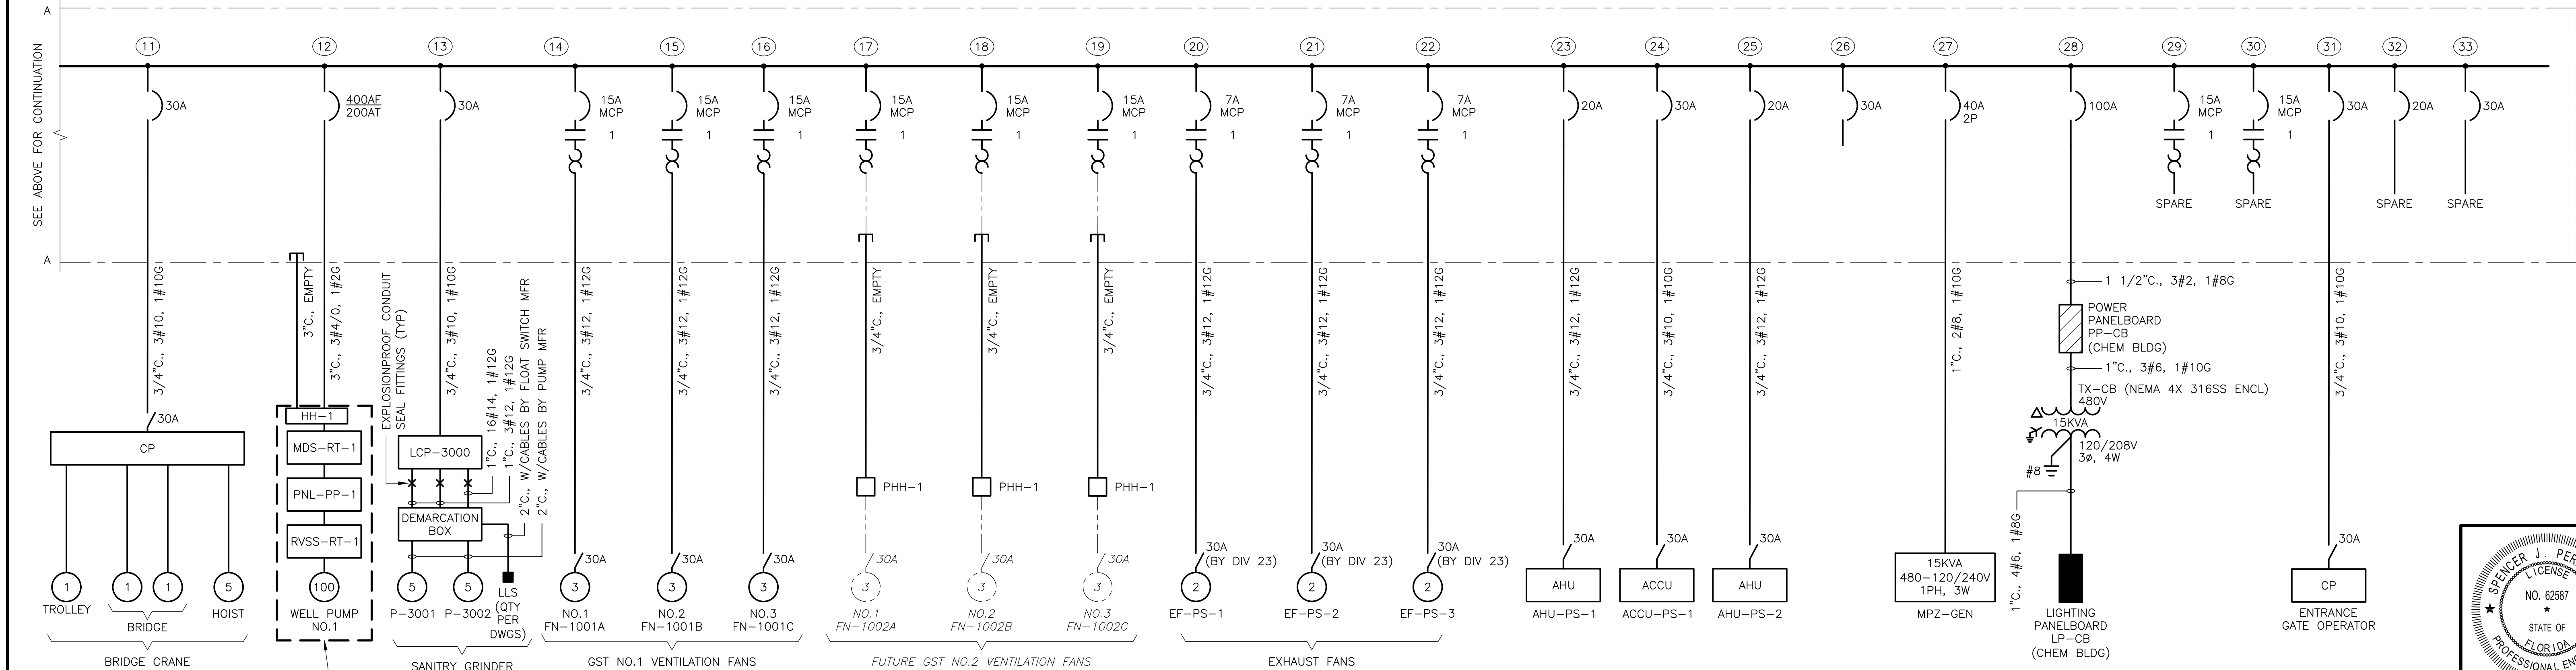 A
SEE ABOVE FOR CONTINUATION
A
11
12
13
14
15
16
17
18
19
20
21
22
23
24
25
26
27
28
29
30
31
32
33
30A
400AF
200AT
30A
15A
MCP
1
15A
MCP
1
15A
MCP
1
15A
MCP
1
15A
MCP
1
15A
MCP
1
7A
MCP
1
7A
MCP
1
7A
MCP
1
20A
30A
20A
30A
40A
2P
100A
15A
MCP
1
15A
MCP
1
30A
20A
30A
SPARE
SPARE
SPARE
SPARE
3/4"C., 3#10, 1#10G
3"C., EMPTY
3"C., 3#4/0, 1#2G
EXPLOSIONPROOF CONDUIT
SEAL FITTINGS (TYP)
3/4"C., 3#10, 1#10G
1"C., 16#14, 1#12G
1"C., 3#12, 1#12G
2"C., W/CABLES BY FLOAT SWITCH MFR
2"C., W/CABLES BY PUMP MFR
3/4"C., 3#12, 1#12G
3/4"C., 3#12, 1#12G
3/4"C., 3#12, 1#12G
3/4"C., EMPTY
3/4"C., EMPTY
3/4"C., EMPTY
3/4"C., 3#12, 1#12G
3/4"C., 3#12, 1#12G
3/4"C., 3#12, 1#12G
3/4"C., 3#12, 1#12G
3/4"C., 3#10, 1#10G
3/4"C., 3#12, 1#12G
1"C., 2#8, 1#10G
1 1/2"C., 3#2, 1#8G
POWER
PANELBOARD
PP-CB
(CHEM BLDG)
1"C., 3#6, 1#10G
TX-CB (NEMA 4X 316SS ENCL)
480V
15KVA
120/208V
3ø, 4W
#8
1"C., 4#6, 1#8G
3/4"C., 3#10, 1#10G
30A
CP
1
TROLLEY
1
1
BRIDGE
5
HOIST
BRIDGE CRANE
HH-1
MDS-RT-1
PNL-PP-1
RVSS-RT-1
100
WELL PUMP
NO.1
LCP-3000
DEMARCATION
BOX
5
P-3001
5
P-3002
LLS
(QTY
PER
DWGS)
SANITRY GRINDER
30A
3
NO.1
FN-1001A
30A
3
NO.2
FN-1001B
30A
3
NO.3
FN-1001C
GST NO.1 VENTILATION FANS
PHH-1
30A
3
NO.1
FN-1002A
PHH-1
30A
3
NO.2
FN-1002B
PHH-1
30A
3
NO.3
FN-1002C
FUTURE GST NO.2 VENTILATION FANS
30A
(BY DIV 23)
2
EF-PS-1
30A
(BY DIV 23)
2
EF-PS-2
30A
(BY DIV 23)
2
EF-PS-3
EXHAUST FANS
30A
AHU
AHU-PS-1
30A
ACCU
ACCU-PS-1
30A
AHU
AHU-PS-2
15KVA
480-120/240V
1PH, 3W
MPZ-GEN
LIGHTING
PANELBOARD
LP-CB
(CHEM BLDG)
30A
CP
ENTRANCE
GATE OPERATOR
SPENCER J.
LICENSE
NO. 62587
STATE OF
FLORIDA
PROFESSIONAL